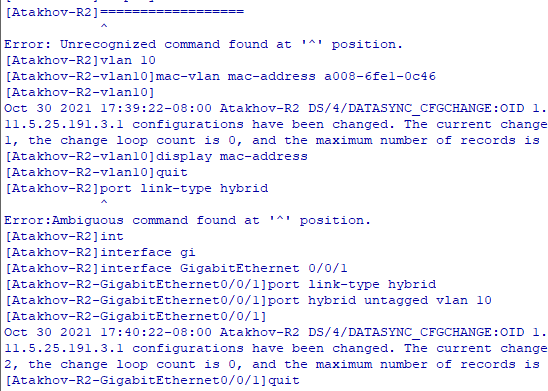 [Atakhov-R2]==================
^
Error: Unrecognized command found at '^' position.
[Atakhov-R2]vlan 10
[Atakhov-R2-vlan10]mac-vlan mac-address a008-6fe1-0c46
[Atakhov-R2-vlan10]
Oct 30 2021 17:39:22-08:00 Atakhov-R2 DS/4/DATASYNC_CFGCHANGE:OID 1.
11.5.25.191.3.1 configurations have been changed. The current change
1, the change loop count is 0, and the maximum number of records is
[Atakhov-R2-vlan10]display mac-address
[Atakhov-R2-vlan10]quit
[Atakhov-R2]port link-type hybrid
^
Error:Ambiguous command found at '^' position.
[Atakhov-R2]int
[Atakhov-R2]interface gi
[Atakhov-R2]interface GigabitEthernet 0/0/1
[Atakhov-R2-GigabitEthernet0/0/1]port link-type hybrid
[Atakhov-R2-GigabitEthernet0/0/1]port hybrid untagged vlan 10
[Atakhov-R2-GigabitEthernet0/0/1]
Oct 30 2021 17:40:22-08:00 Atakhov-R2 DS/4/DATASYNC_CFGCHANGE:OID 1.
11.5.25.191.3.1 configurations have been changed. The current change
2, the change loop count is 0, and the maximum number of records is
[Atakhov-R2-GigabitEthernet0/0/1]quit